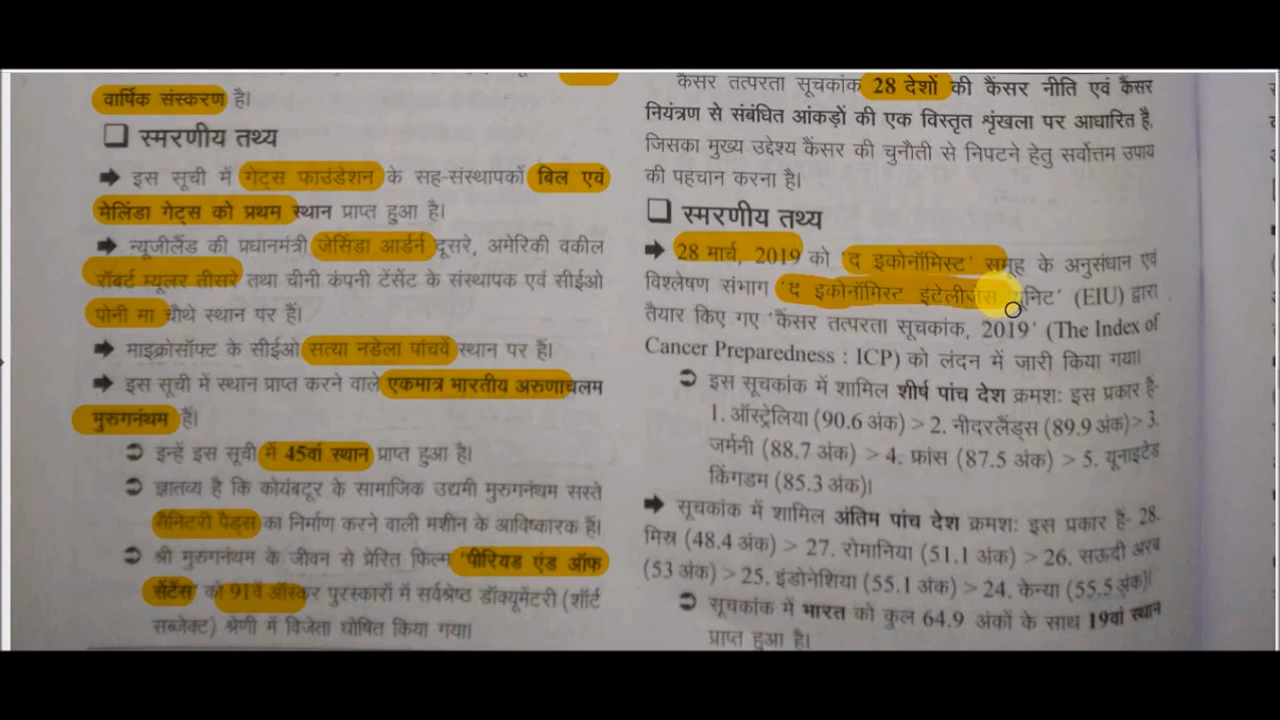 वार्षिक संस्करण है।
❑ स्मरणीय तथ्य
➡ इस सूची में गेट्स फाउंडेशन के सह-संस्थापकों बिल एवं
मेलिंडा गेट्स को प्रथम स्थान प्राप्त हुआ है।
➡ न्यूजीलैंड की प्रधानमंत्री जेसिंडा आर्डर्न दूसरे, अमेरिकी वकील
रॉबर्ट म्यूलर तीसरे तथा चीनी कंपनी टेंसेंट के संस्थापक एवं सीईओ
पोनी मा चौथे स्थान पर हैं।
➡ माइक्रोसॉफ्ट के सीईओ सत्या नडेला पांचवें स्थान पर हैं।
➡ इस सूची में स्थान प्राप्त करने वाले एकमात्र भारतीय अरुणाचलम
मुरुगनंथम हैं।
➲ इन्हें इस सूची में 45वां स्थान प्राप्त हुआ है।
➲ ज्ञातव्य है कि कोयंबटूर के सामाजिक उद्यमी मुरुगनंथम सस्ते
सैनिटरी पैड्स का निर्माण करने वाली मशीन के आविष्कारक हैं।
➲ श्री मुरुगनंथम के जीवन से प्रेरित फिल्म 'पीरियड एंड ऑफ
सेंटेंस' को 91वें ऑस्कर पुरस्कारों में सर्वश्रेष्ठ डॉक्यूमेंटरी (शॉर्ट
सब्जेक्ट) श्रेणी में विजेता घोषित किया गया।
कैंसर तत्परता सूचकांक 28 देशों की कैंसर नीति एवं कैंसर
नियंत्रण से संबंधित आंकड़ों की एक विस्तृत शृंखला पर आधारित है,
जिसका मुख्य उद्देश्य कैंसर की चुनौती से निपटने हेतु सर्वोत्तम उपाय
की पहचान करना है।
❑ स्मरणीय तथ्य
➡ 28 मार्च, 2019 को 'द इकोनॉमिस्ट' समूह के अनुसंधान एवं
विश्लेषण संभाग 'द इकोनॉमिस्ट इंटेलीजेंस यूनिट' (EIU) द्वारा
तैयार किए गए 'कैंसर तत्परता सूचकांक, 2019' (The Index of
Cancer Preparedness : ICP) को लंदन में जारी किया गया।
➲ इस सूचकांक में शामिल शीर्ष पांच देश क्रमशः इस प्रकार हैं-
1. ऑस्ट्रेलिया (90.6 अंक) > 2. नीदरलैंड्स (89.9 अंक) > 3.
जर्मनी (88.7 अंक) > 4. फ्रांस (87.5 अंक) > 5. यूनाइटेड
किंगडम (85.3 अंक)।
➡ सूचकांक में शामिल अंतिम पांच देश क्रमशः इस प्रकार हैं- 28.
मिस्र (48.4 अंक) > 27. रोमानिया (51.1 अंक) > 26. सऊदी अरब
(53 अंक) > 25. इंडोनेशिया (55.1 अंक) > 24. केन्या (55.5 अंक)।
➲ सूचकांक में भारत को कुल 64.9 अंकों के साथ 19वां स्थान
प्राप्त हुआ है।